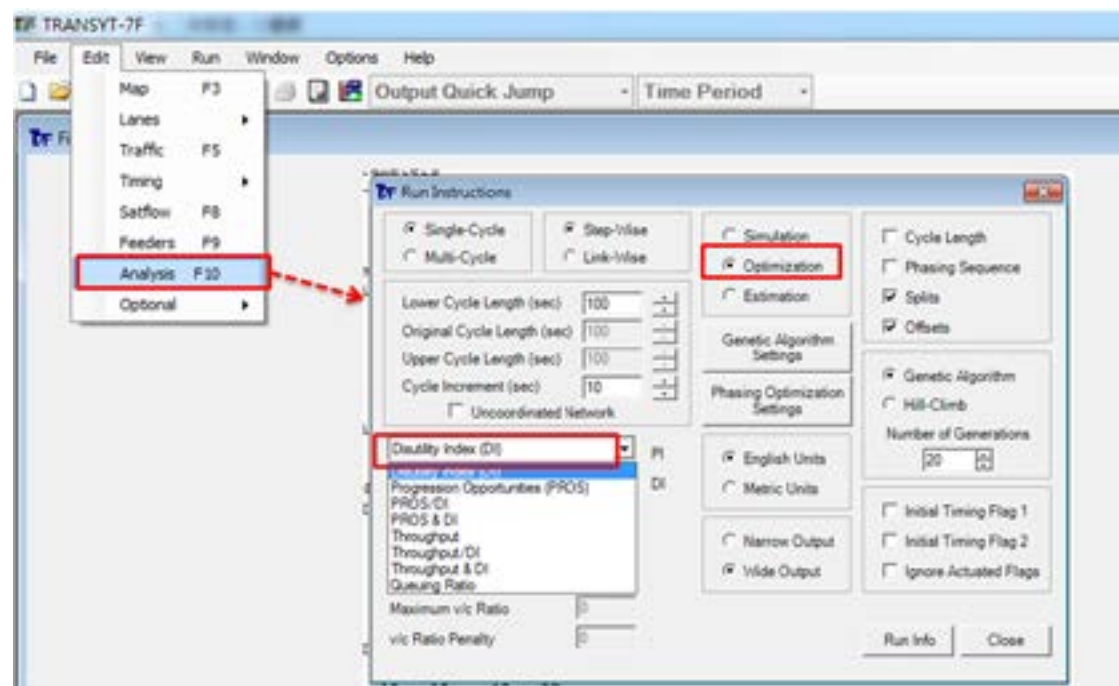 TRANSYT-7F
File Edit View Run Window Options Help
Output Quick Jump Time Period
Map F3
Lanes
Traffic F5
Timing
Satflow F8
Feeders F9
Analysis F10
Optional
Run Instructions
Single-Cycle
Multi-Cycle
Step-Wise
Link-Wise
Lower Cycle Length (sec) 100
Original Cycle Length (sec) 100
Upper Cycle Length (sec) 100
Cycle Increment (sec) 10
Uncoordinated Network
Disutility Index (DI) PI
Disutility Index (DI) DI
Progression Opportunities (PROS)
PROS/DI
PROS & DI
Throughput
Throughput/DI
Throughput & DI
Queuing Ratio
Maximum v/c Ratio 0
v/c Ratio Penalty 0
Simulation
Optimization
Estimation
Genetic Algorithm
Settings
Phasing Optimization
Settings
English Units
Metric Units
Narrow Output
Wide Output
Cycle Length
Phasing Sequence
Splits
Offsets
Genetic Algorithm
Hill-Climb
Number of Generations
20
Initial Timing Flag 1
Initial Timing Flag 2
Ignore Actuated Flags
Run Info Close